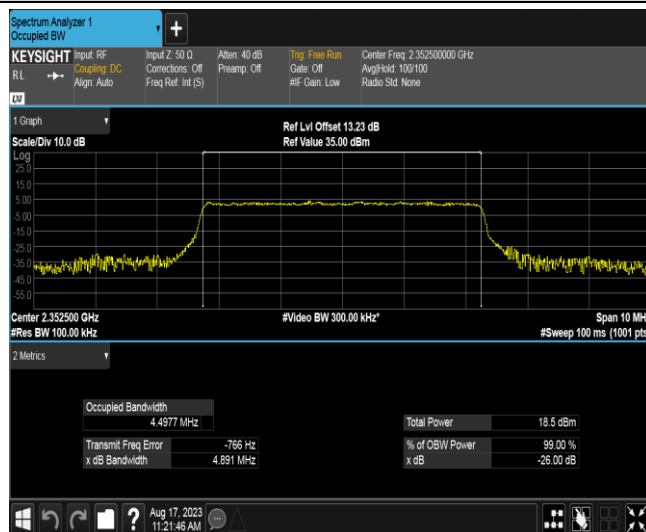 Spectrum Analyzer 1
Occupied BW
+
KEYSIGHT
RL
Input: RF
Coupling: DC
Align: Auto
Input Z: 50 Ω
Corrections: Off
Freq Ref: Int (S)
Atten: 40 dB
Preamp: Off
Trig: Free Run
Gate: Off
#IF Gain: Low
Center Freq: 2.352500000 GHz
Avg|Hold: 100/100
Radio Std: None
LXI
1 Graph
Scale/Div 10.0 dB
Ref Lvl Offset 13.23 dB
Ref Value 35.00 dBm
Log
25.0
15.0
5.00
-5.00
-15.0
-25.0
-35.0
-45.0
-55.0
Center 2.352500 GHz
#Res BW 100.00 kHz
#Video BW 300.00 kHz*
Span 10 MH
#Sweep 100 ms (1001 pts
2 Metrics
Occupied Bandwidth
4.4977 MHz
Transmit Freq Error -766 Hz
x dB Bandwidth 4.891 MHz
Total Power 18.5 dBm
% of OBW Power 99.00 %
x dB -26.00 dB
?
Aug 17, 2023
11:21:46 AM